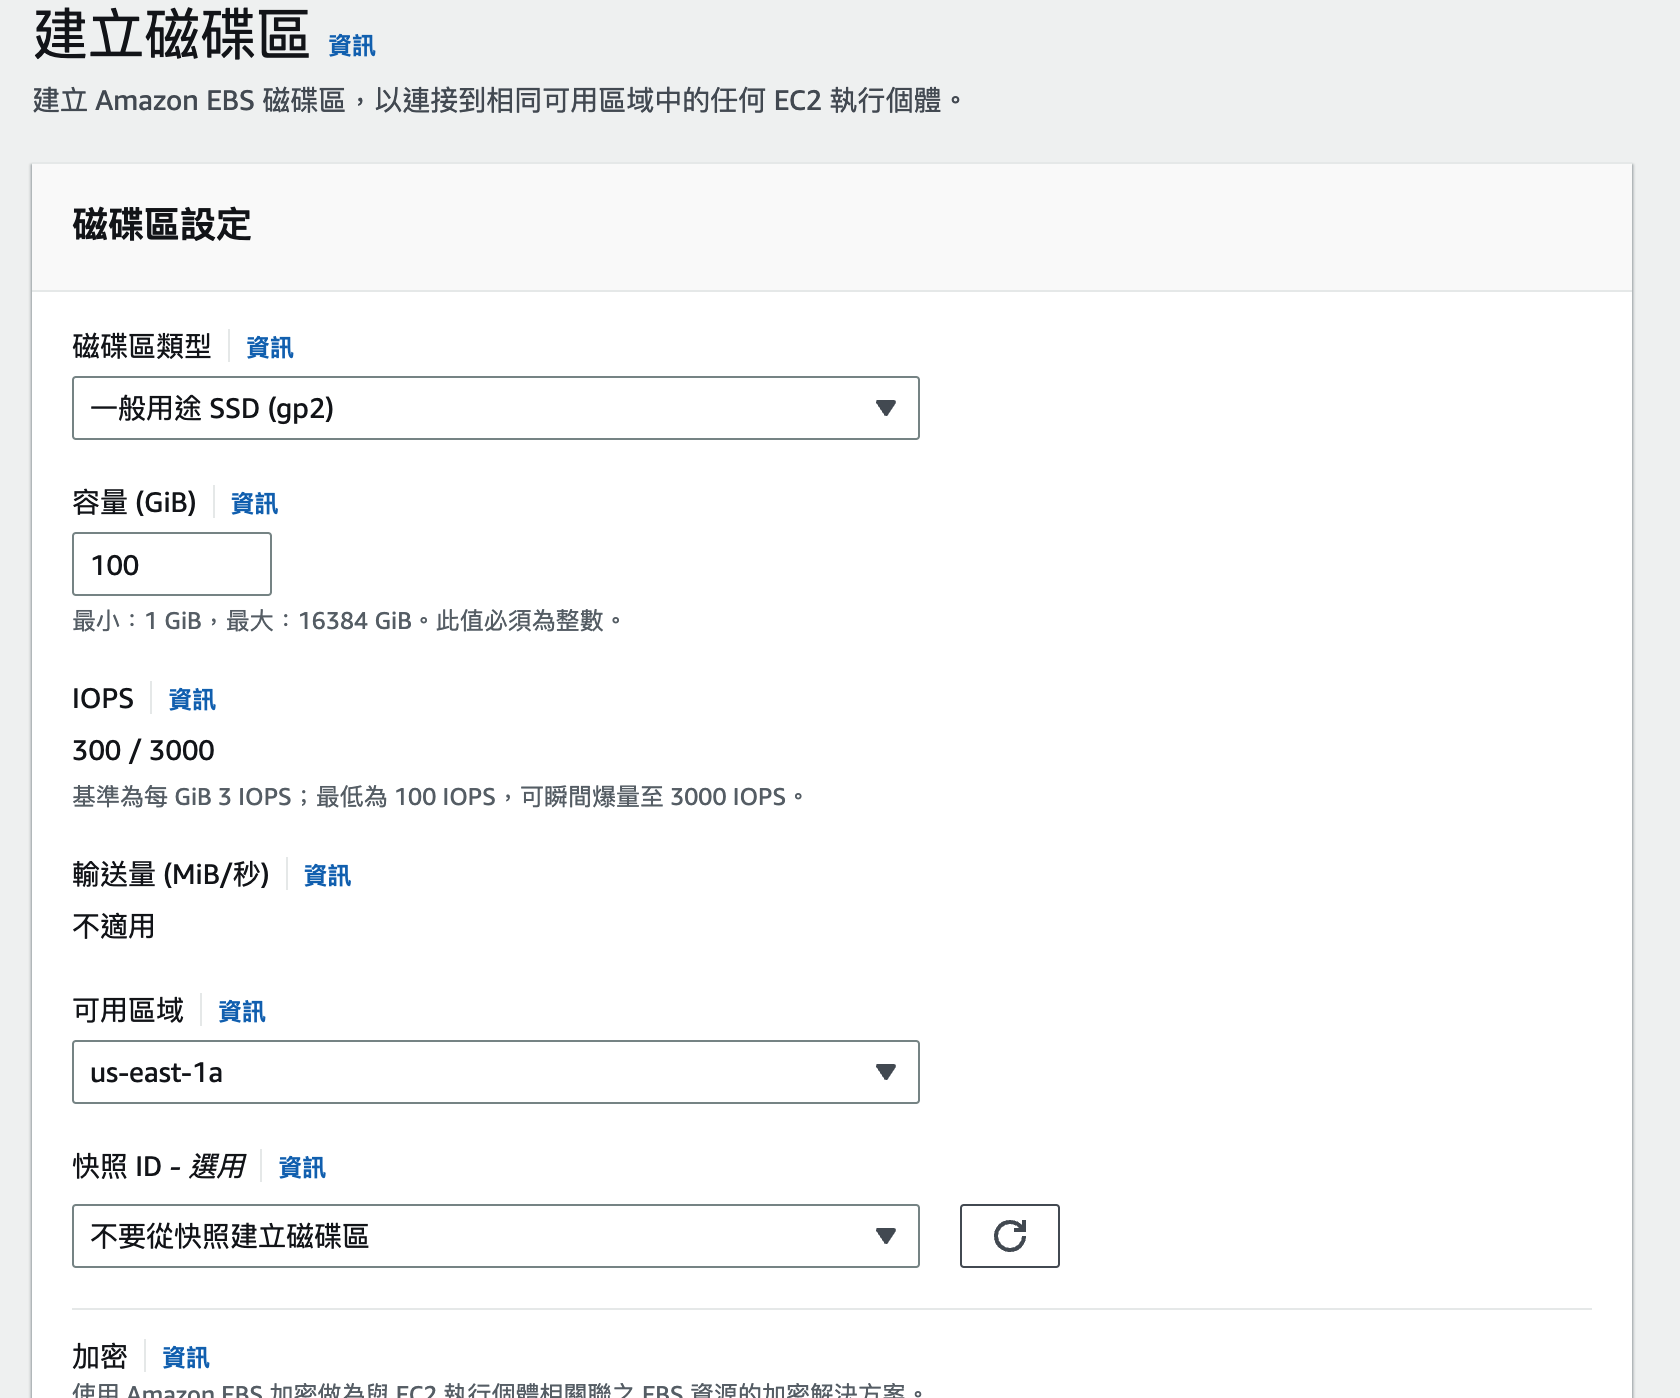 建立磁碟區 資訊
建立 Amazon EBS 磁碟區，以連接到相同可用區域中的任何 EC2 執行個體。
磁碟區設定
磁碟區類型 資訊
一般用途 SSD (gp2)
容量 (GiB) 資訊
100
最小：1 GiB，最大：16384 GiB。此值必須為整數。
IOPS 資訊
300 / 3000
基準為每 GiB 3 IOPS；最低為 100 IOPS，可瞬間爆量至 3000 IOPS。
輸送量 (MiB/秒) 資訊
不適用
可用區域 資訊
us-east-1a
快照 ID - 選用 資訊
不要從快照建立磁碟區
加密 資訊
使用 Amazon EBS 加密做為與 EC2 執行個體相關聯之 EBS 資源的加密解決方案。